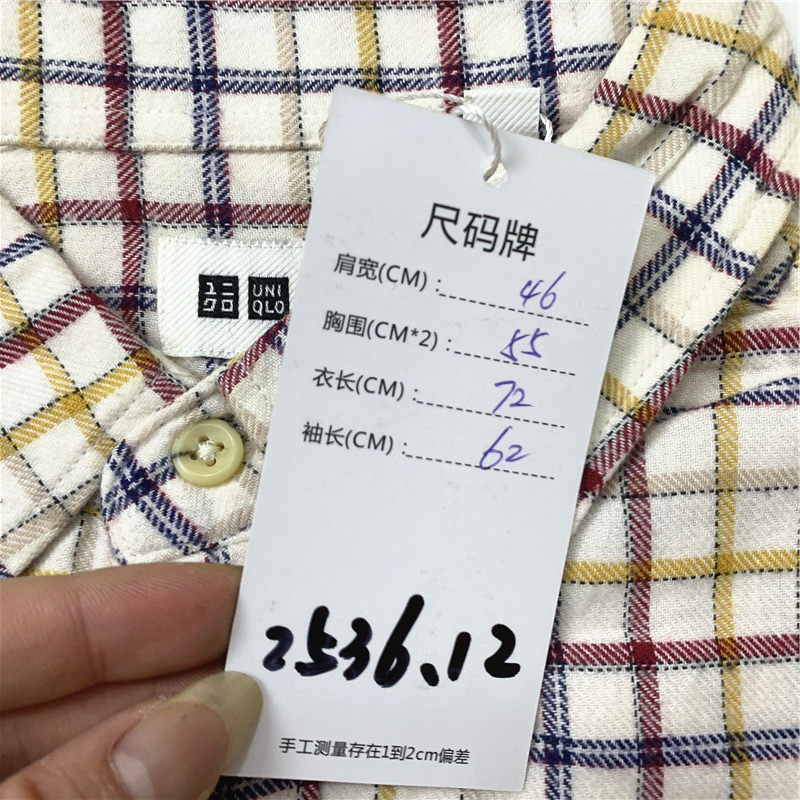 尺码牌
肩宽(CM)：46
胸围(CM*2)：55
衣长(CM)：72
袖长(CM)：62
ユニ UNI
クロ QLO
2536.12
手工测量存在1到2cm偏差